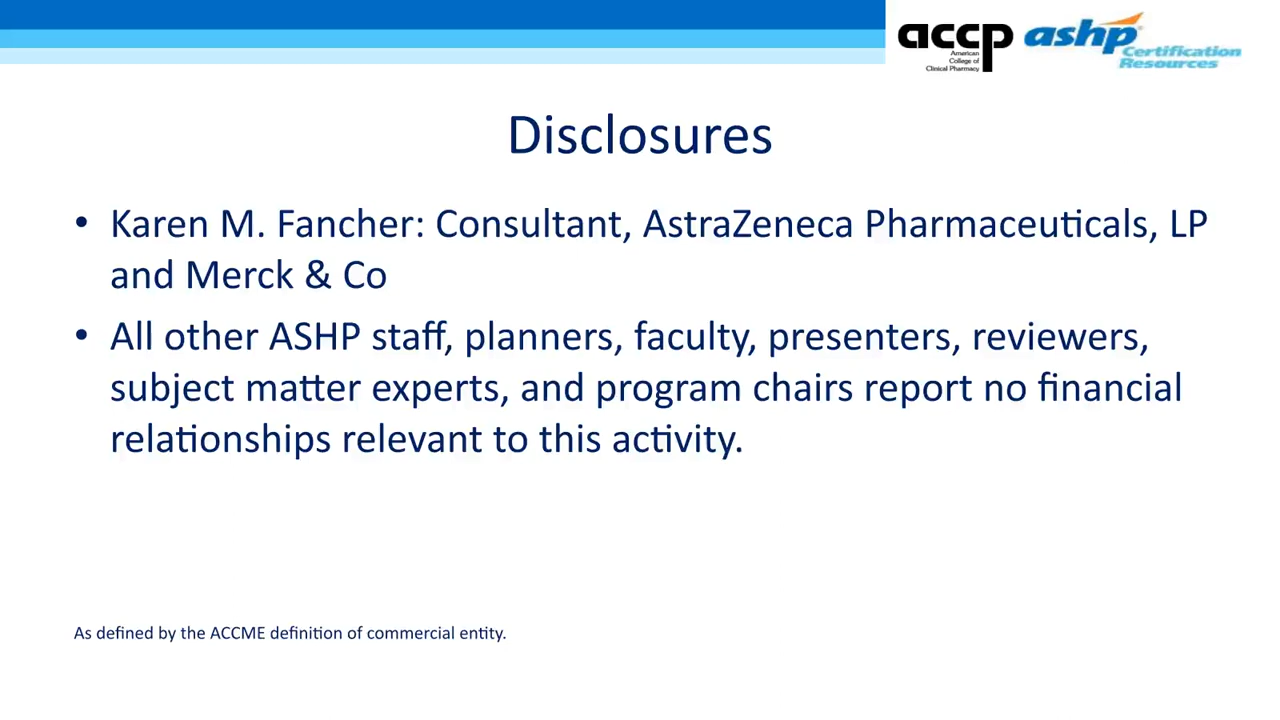 accp
American
College of
Clinical Pharmacy
ashp
Certification
Resources
Disclosures
• Karen M. Fancher: Consultant, AstraZeneca Pharmaceuticals, LP
and Merck & Co
• All other ASHP staff, planners, faculty, presenters, reviewers,
subject matter experts, and program chairs report no financial
relationships relevant to this activity.
As defined by the ACCME definition of commercial entity.